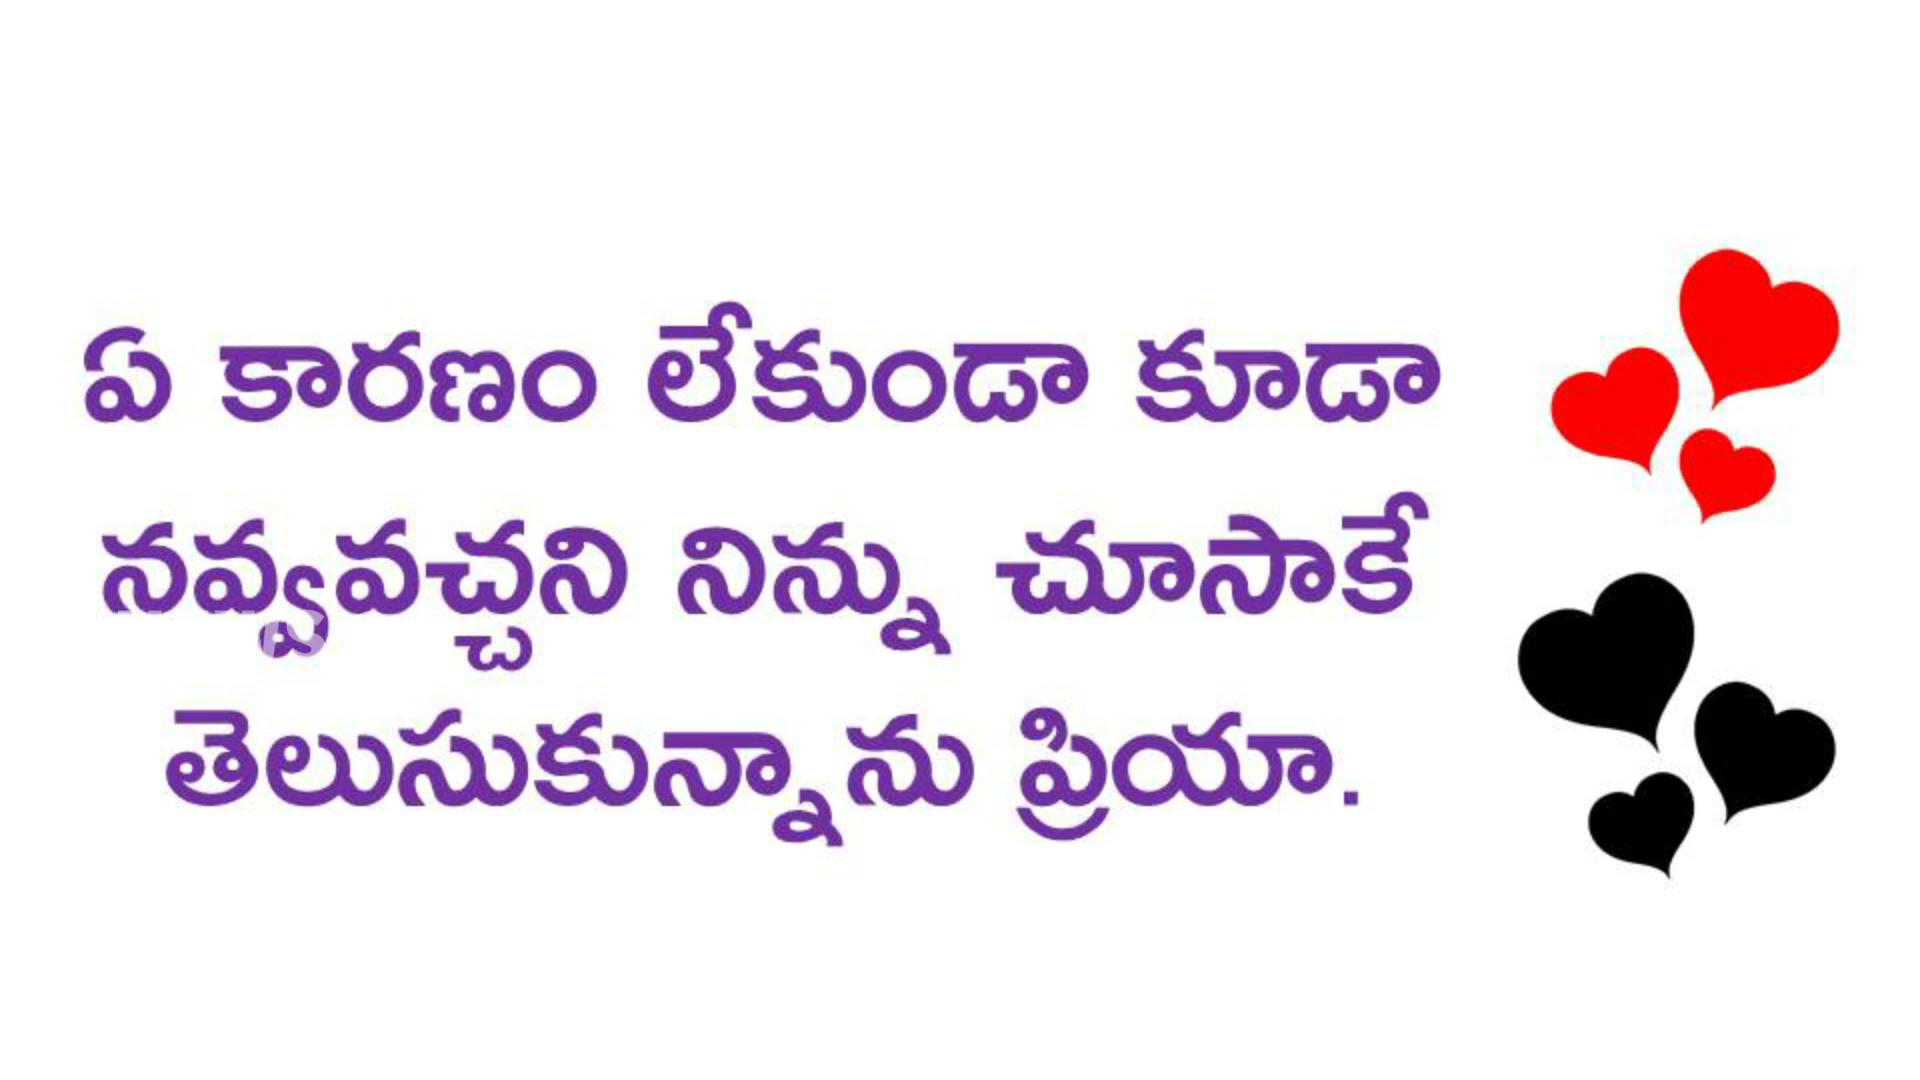 ఏ కారణం లేకుండా కూడా
నవ్వవచ్చని నిన్ను చూసాకే
తెలుసుకున్నాను ప్రియా.